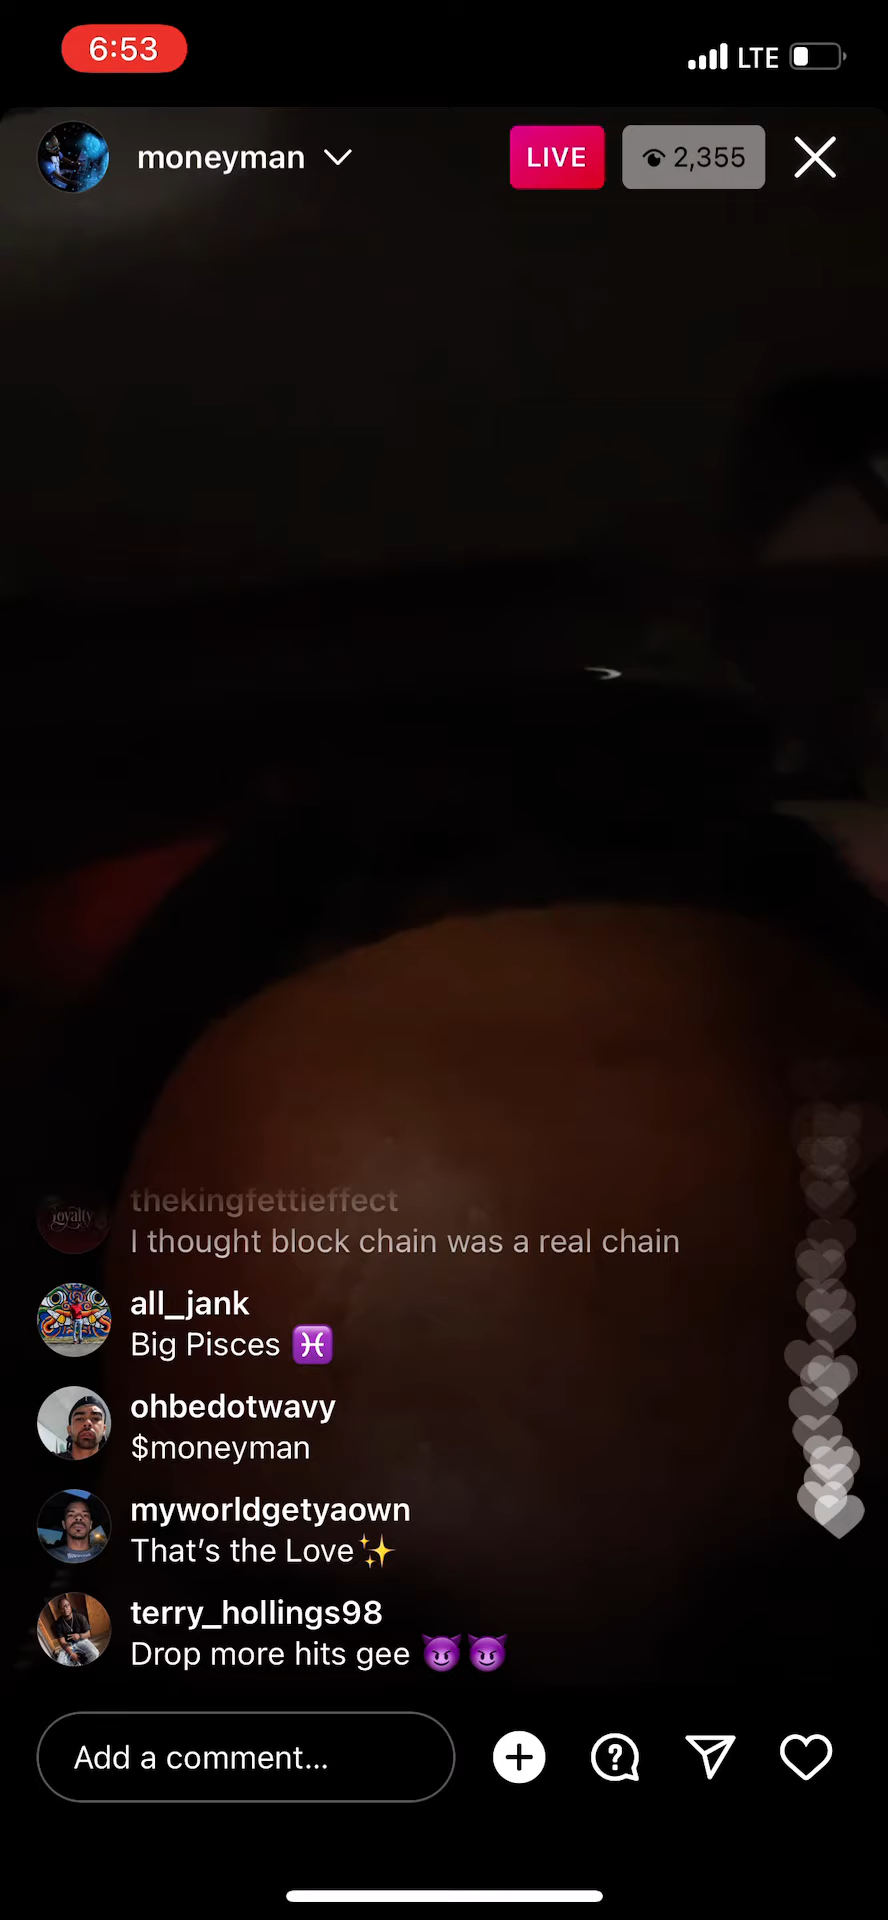 6:53
LTE
moneyman
LIVE
2,355
loyalty
thekingfettieffect
I thought block chain was a real chain
all_jank
Big Pisces ♓
ohbedotwavy
$moneyman
myworldgetyaown
That's the Love✨
terry_hollings98
Drop more hits gee 😈😈
Add a comment...